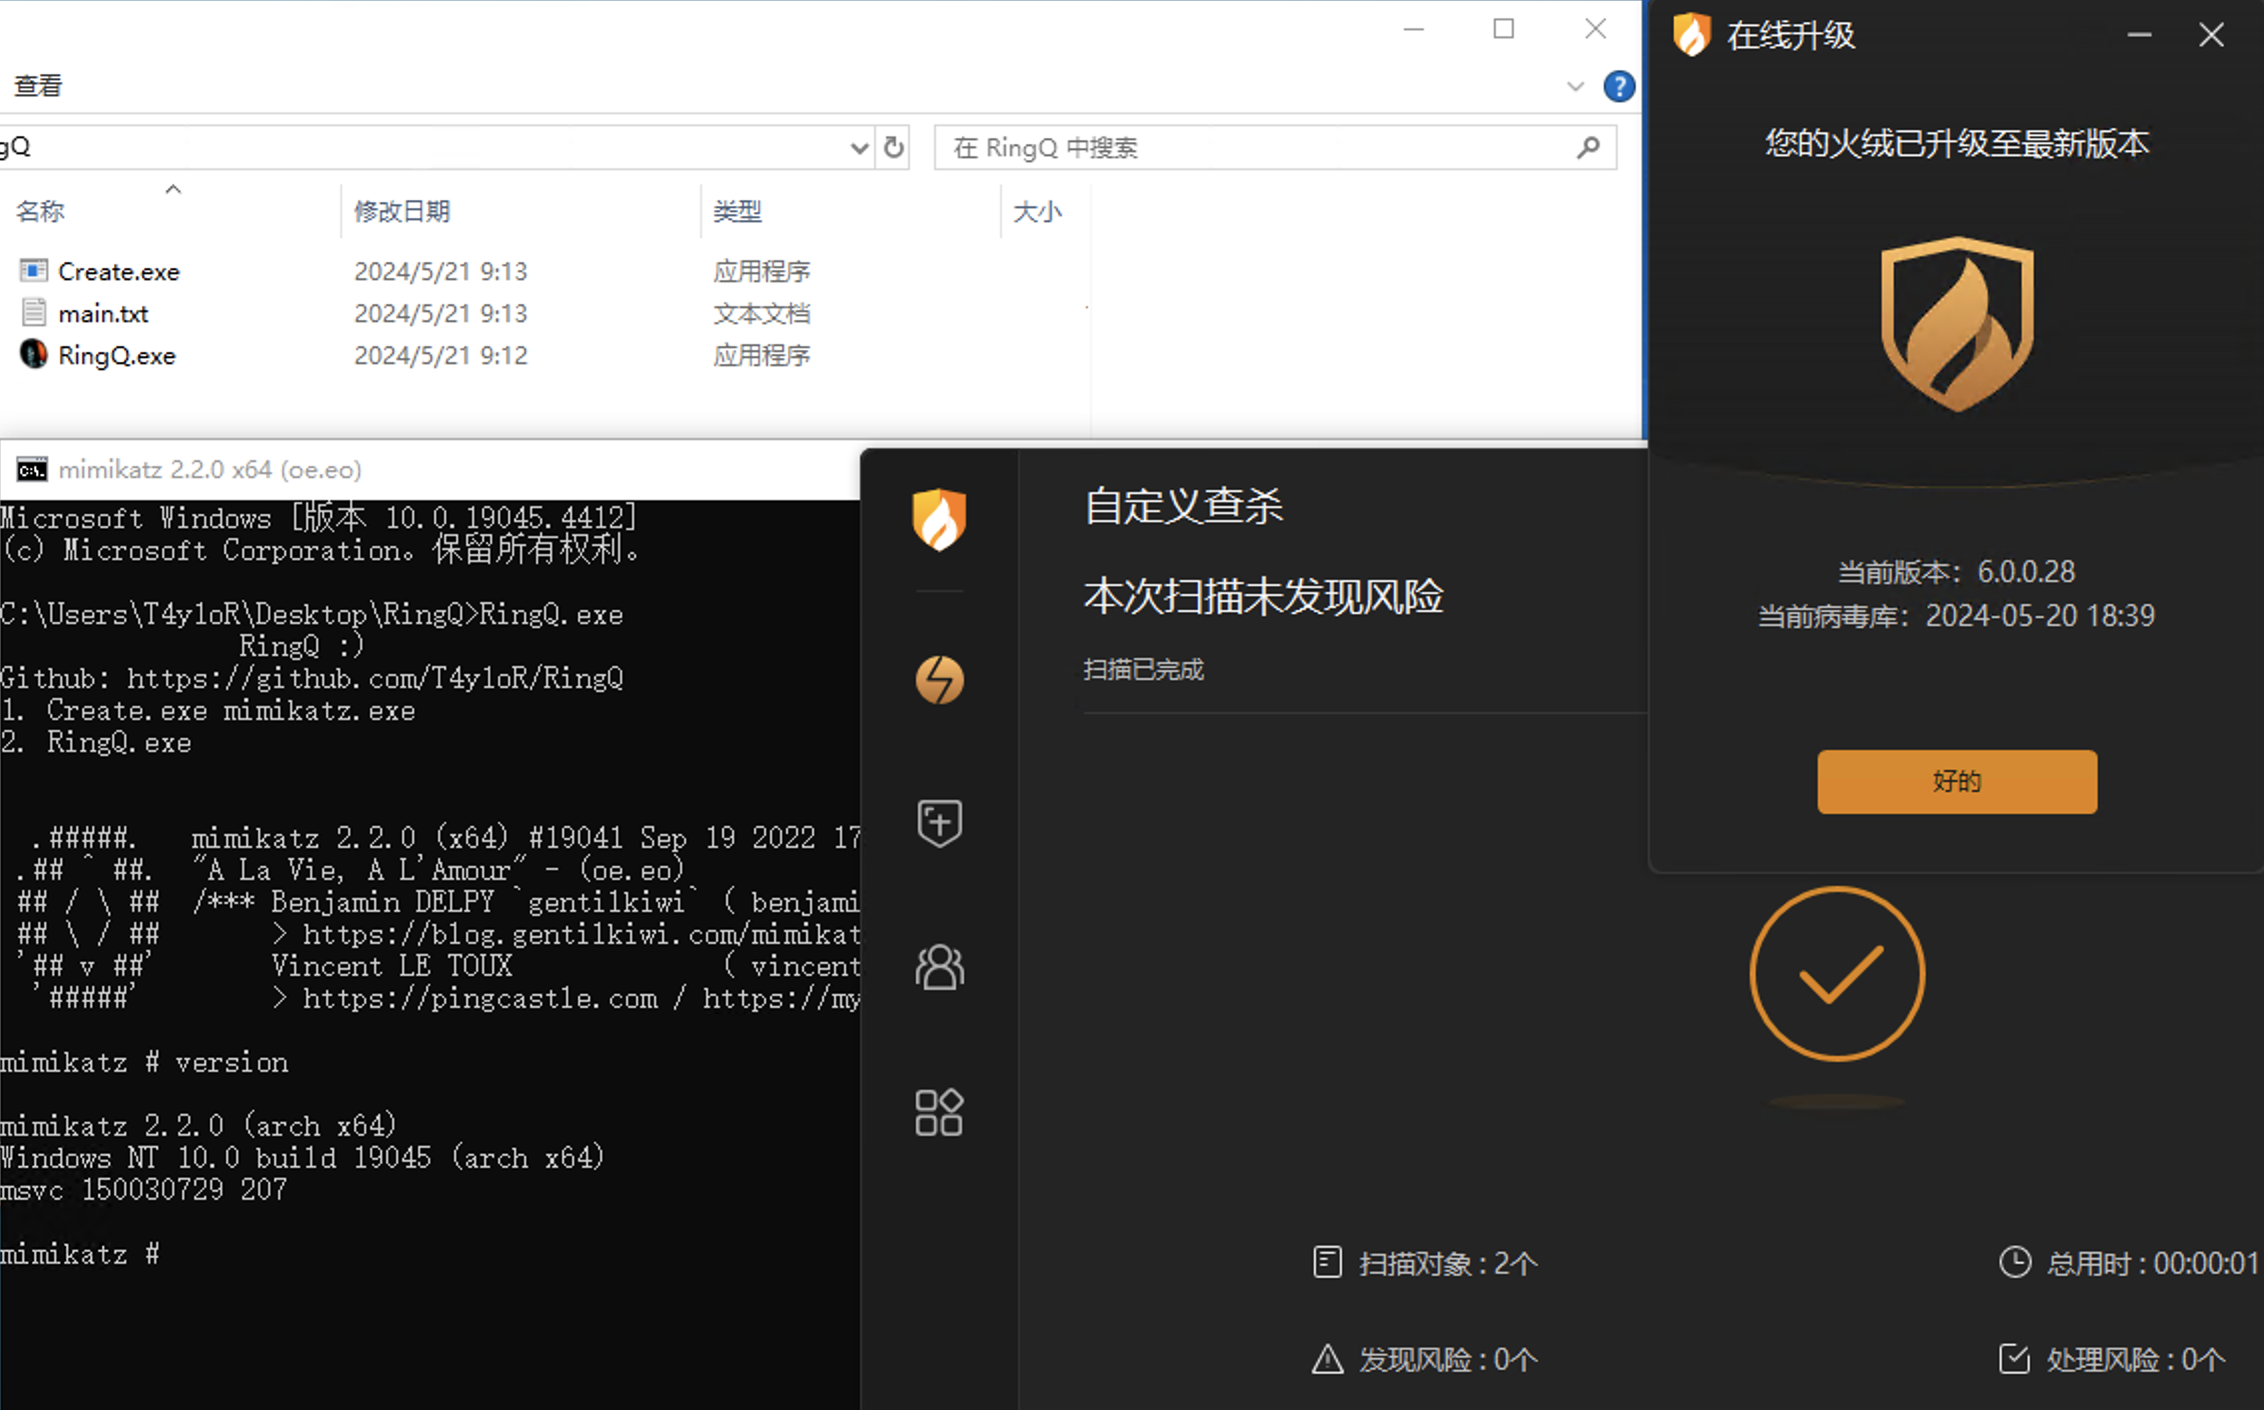 查看
gQ
在 RingQ 中搜索
名称 修改日期 类型 大小
Create.exe 2024/5/21 9:13 应用程序
main.txt 2024/5/21 9:13 文本文档
RingQ.exe 2024/5/21 9:12 应用程序
在线升级
您的火绒已升级至最新版本
当前版本：6.0.0.28
当前病毒库：2024-05-20 18:39
好的
mimikatz 2.2.0 x64 (oe.eo)
Microsoft Windows [版本 10.0.19045.4412]
(c) Microsoft Corporation。保留所有权利。
C:\Users\T4y1oR\Desktop\RingQ>RingQ.exe
RingQ :)
Github: https://github.com/T4y1oR/RingQ
1. Create.exe mimikatz.exe
2. RingQ.exe
.#####. mimikatz 2.2.0 (x64) #19041 Sep 19 2022 17
.## ^ ##. "A La Vie, A L'Amour" - (oe.eo)
## / \ ## /*** Benjamin DELPY `gentilkiwi` ( benjami
## \ / ## > https://blog.gentilkiwi.com/mimikat
'## v ##' Vincent LE TOUX ( vincent
'#####' > https://pingcastle.com / https://my
mimikatz # version
mimikatz 2.2.0 (arch x64)
Windows NT 10.0 build 19045 (arch x64)
msvc 150030729 207
mimikatz #
自定义查杀
本次扫描未发现风险
扫描已完成
扫描对象 : 2个
总用时 : 00:00:01
发现风险 : 0个
处理风险 : 0个